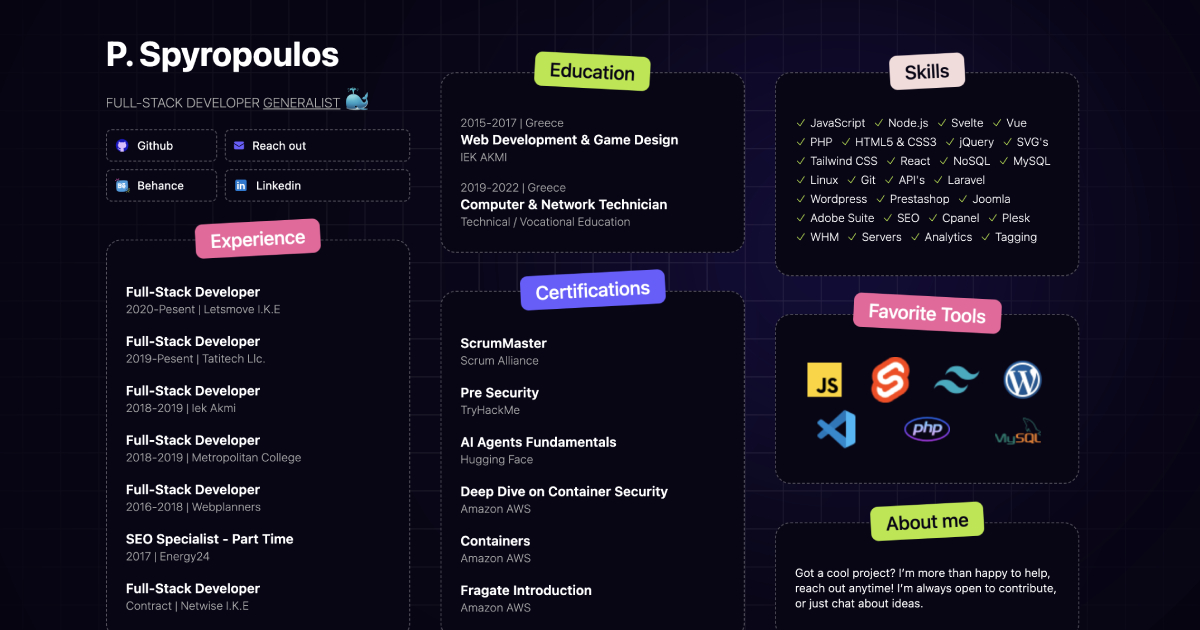 P. Spyropoulos
FULL-STACK DEVELOPER GENERALIST
Github
Reach out
Behance
Linkedin
Experience
Full-Stack Developer
2020-Present | Letsmove I.K.E
Full-Stack Developer
2019-Present | Tatitech Llc.
Full-Stack Developer
2018-2019 | Iek Akmi
Full-Stack Developer
2018-2019 | Metropolitan College
Full-Stack Developer
2016-2018 | Webplanners
SEO Specialist - Part Time
2017 | Energy24
Full-Stack Developer
Contract | Netwise I.K.E
Education
2015-2017 | Greece
Web Development & Game Design
IEK AKMI
2019-2022 | Greece
Computer & Network Technician
Technical / Vocational Education
Certifications
ScrumMaster
Scrum Alliance
Pre Security
TryHackMe
AI Agents Fundamentals
Hugging Face
Deep Dive on Container Security
Amazon AWS
Containers
Amazon AWS
Fragate Introduction
Amazon AWS
Skills
JavaScript Node.js Svelte Vue
PHP HTML5 & CSS3 jQuery SVG's
Tailwind CSS React NoSQL MySQL
Linux Git API's Laravel
Wordpress Prestashop Joomla
Adobe Suite SEO Cpanel Plesk
WHM Servers Analytics Tagging
Favorite Tools
JS
php
MySQL
About me
Got a cool project? I'm more than happy to help,
reach out anytime! I'm always open to contribute,
or just chat about ideas.